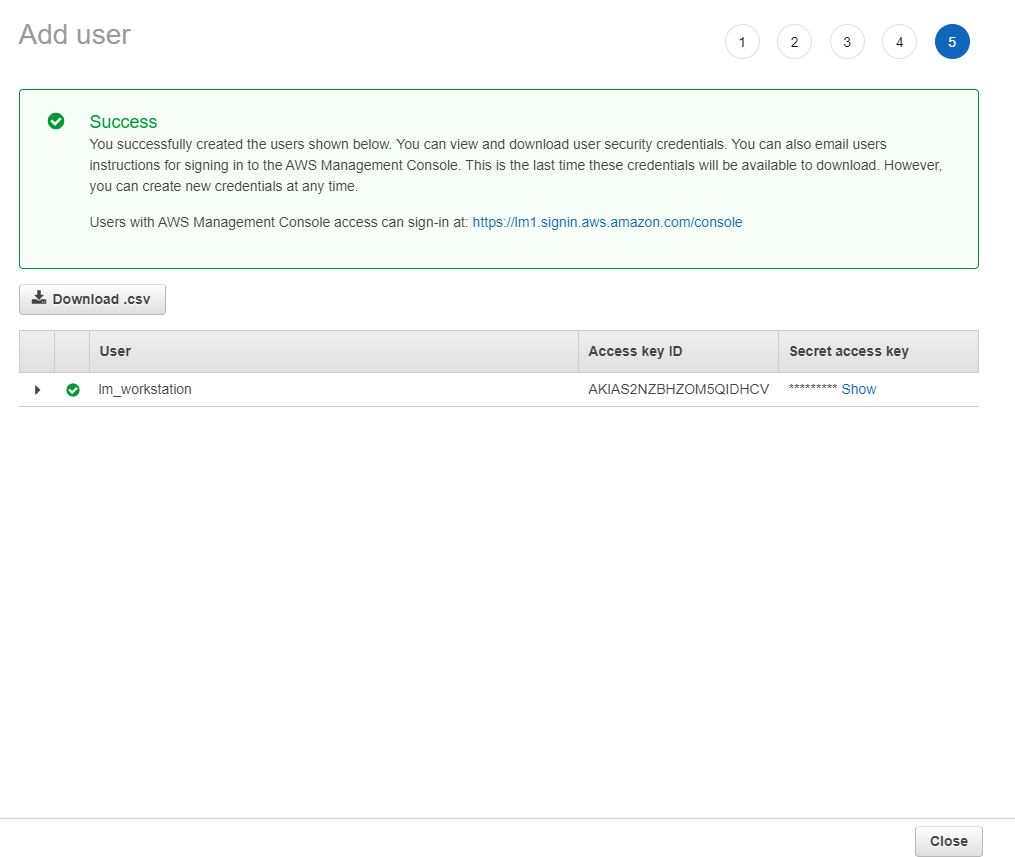 Add user
1 2 3 4 5
Success
You successfully created the users shown below. You can view and download user security credentials. You can also email users
instructions for signing in to the AWS Management Console. This is the last time these credentials will be available to download. However,
you can create new credentials at any time.
Users with AWS Management Console access can sign-in at: https://lm1.signin.aws.amazon.com/console
Download .csv
User Access key ID Secret access key
lm_workstation AKIAS2NZBHZOM5QIDHCV ********* Show
Close